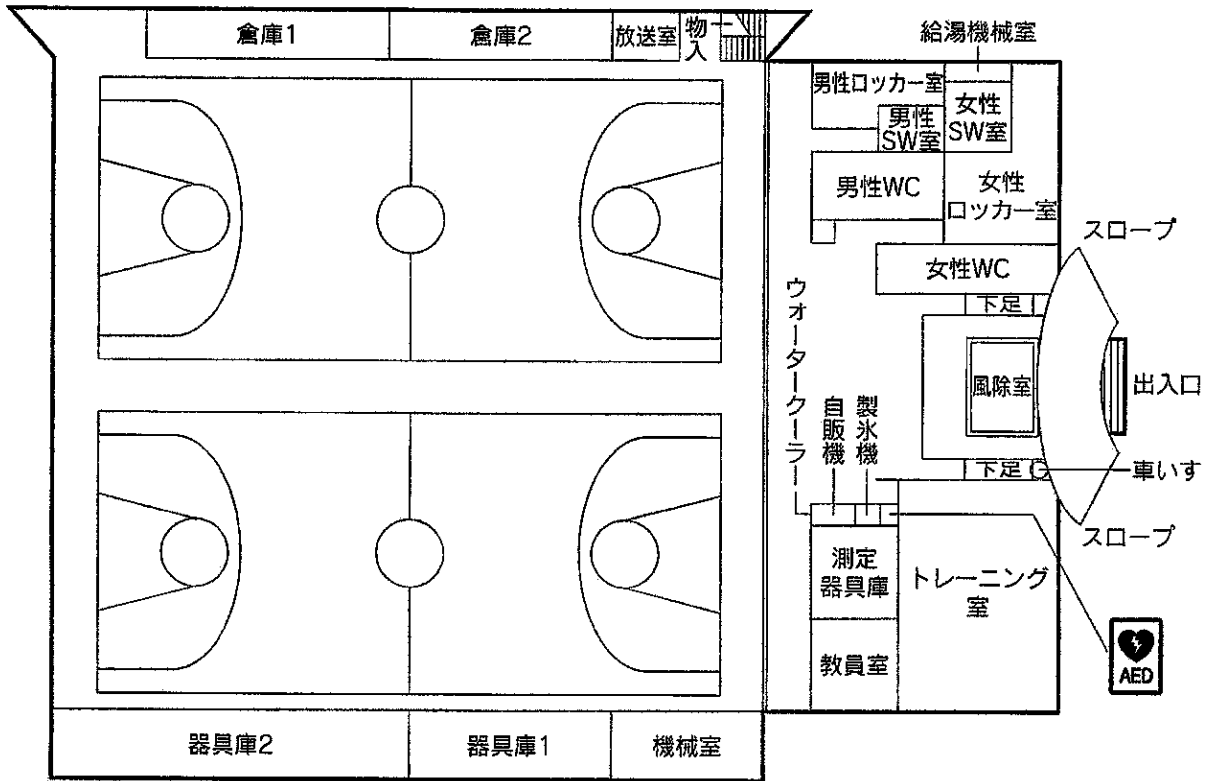 倉庫1
倉庫2
放送室
物入
給湯機械室
男性ロッカー室
男性
SW室
女性
SW室
男性WC
女性
ロッカー室
スロープ
女性WC
下足
ウォータークーラー
風除室
出入口
自販機
製氷機
下足
車いす
スロープ
測定
器具庫
トレーニング
室
教員室
AED
器具庫2
器具庫1
機械室